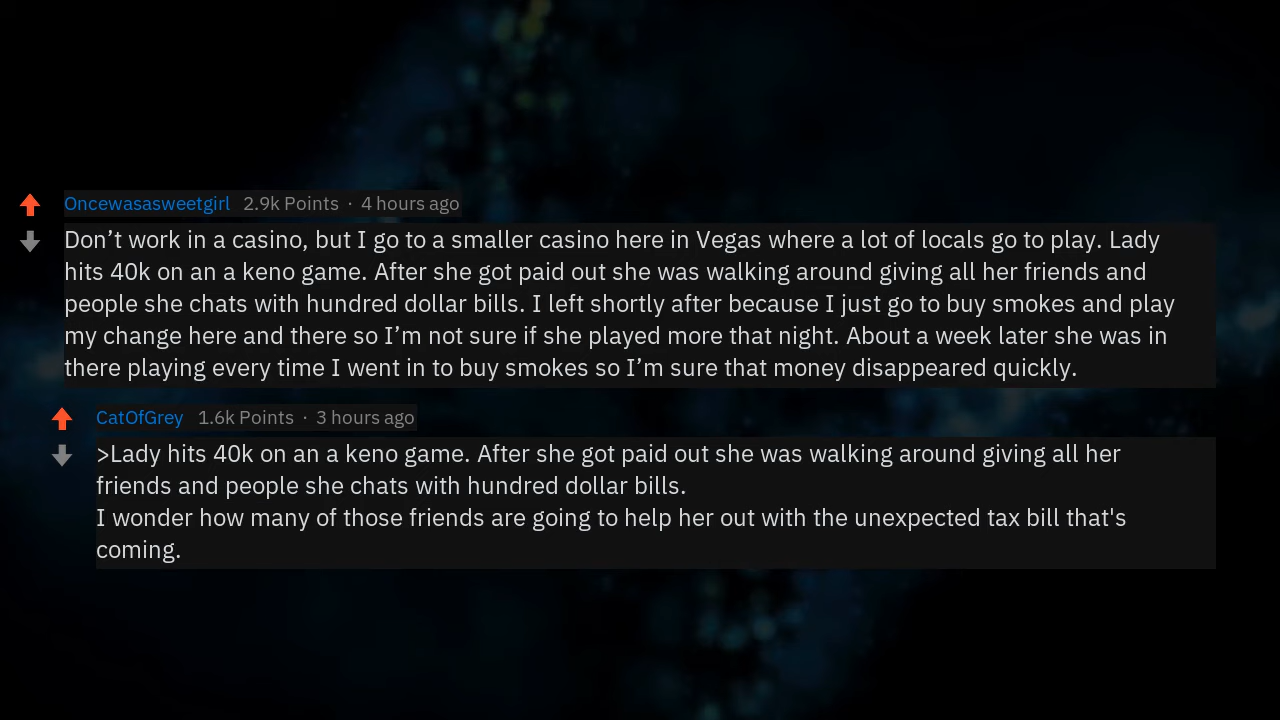 Oncewasasweetgirl 2.9k Points · 4 hours ago
Don’t work in a casino, but I go to a smaller casino here in Vegas where a lot of locals go to play. Lady
hits 40k on an a keno game. After she got paid out she was walking around giving all her friends and
people she chats with hundred dollar bills. I left shortly after because I just go to buy smokes and play
my change here and there so I’m not sure if she played more that night. About a week later she was in
there playing every time I went in to buy smokes so I’m sure that money disappeared quickly.
CatOfGrey 1.6k Points · 3 hours ago
>Lady hits 40k on an a keno game. After she got paid out she was walking around giving all her
friends and people she chats with hundred dollar bills.
I wonder how many of those friends are going to help her out with the unexpected tax bill that's
coming.